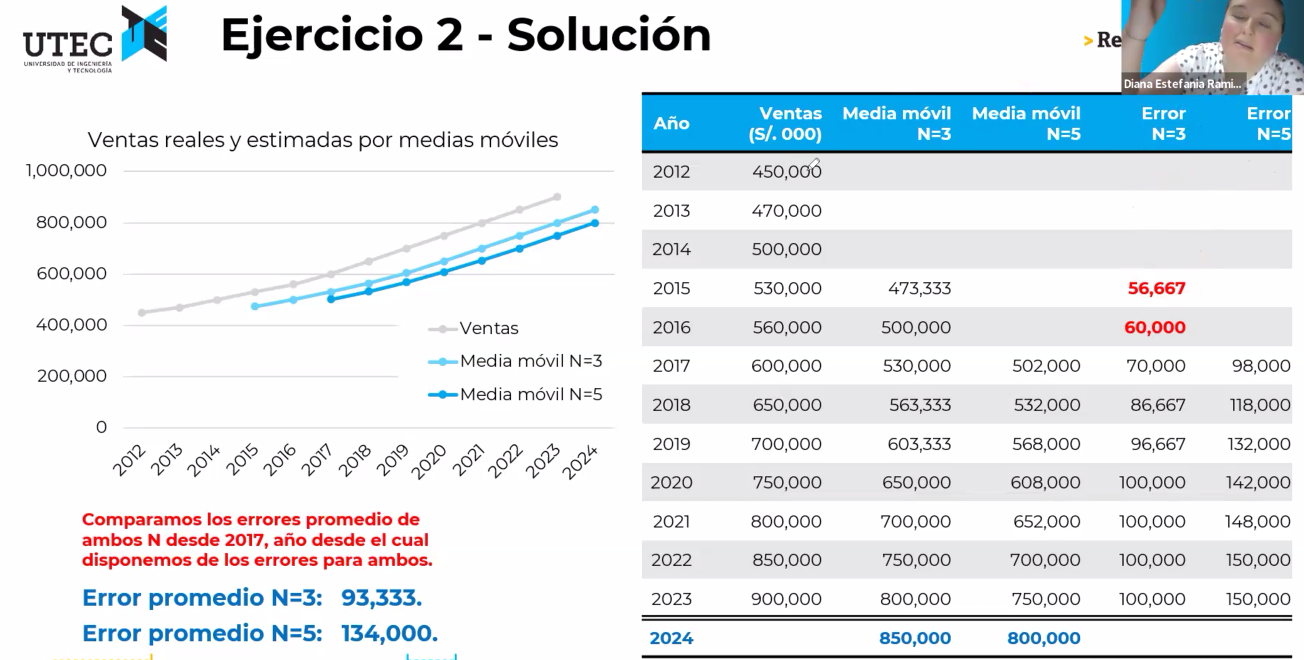 UTEC
UNIVERSIDAD DE INGENIERÍA
Y TECNOLOGÍA
Ejercicio 2 - Solución
> Re
Diana Estefania Rami...
Ventas reales y estimadas por medias móviles
1,000,000
800,000
600,000
400,000
200,000
0
2012 2013 2014 2015 2016 2017 2018 2019 2020 2021 2022 2023 2024
Ventas
Media móvil N=3
Media móvil N=5
Comparamos los errores promedio de
ambos N desde 2017, año desde el cual
disponemos de los errores para ambos.
Error promedio N=3: 93,333.
Error promedio N=5: 134,000.
Año Ventas (S/. 000) Media móvil N=3 Media móvil N=5 Error N=3 Error N=5
2012 450,000
2013 470,000
2014 500,000
2015 530,000 473,333 56,667
2016 560,000 500,000 60,000
2017 600,000 530,000 502,000 70,000 98,000
2018 650,000 563,333 532,000 86,667 118,000
2019 700,000 603,333 568,000 96,667 132,000
2020 750,000 650,000 608,000 100,000 142,000
2021 800,000 700,000 652,000 100,000 148,000
2022 850,000 750,000 700,000 100,000 150,000
2023 900,000 800,000 750,000 100,000 150,000
2024 850,000 800,000